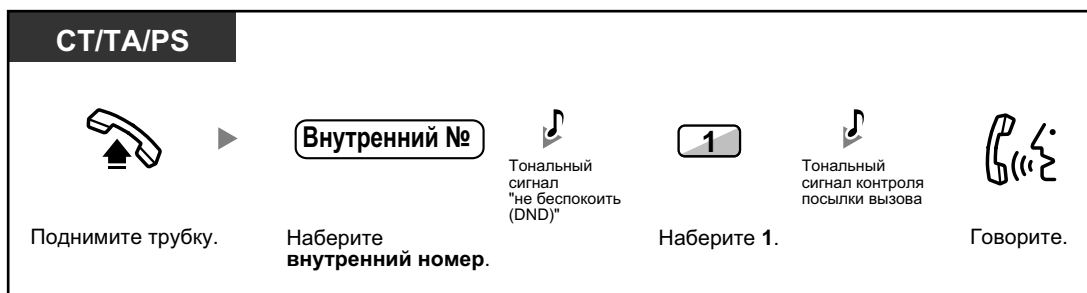 CT/TA/PS
Внутренний №
Тональный
сигнал
"не беспокоить
(DND)"
1
Тональный
сигнал контроля
посылки вызова
Поднимите трубку.
Наберите
внутренний номер.
Наберите 1.
Говорите.